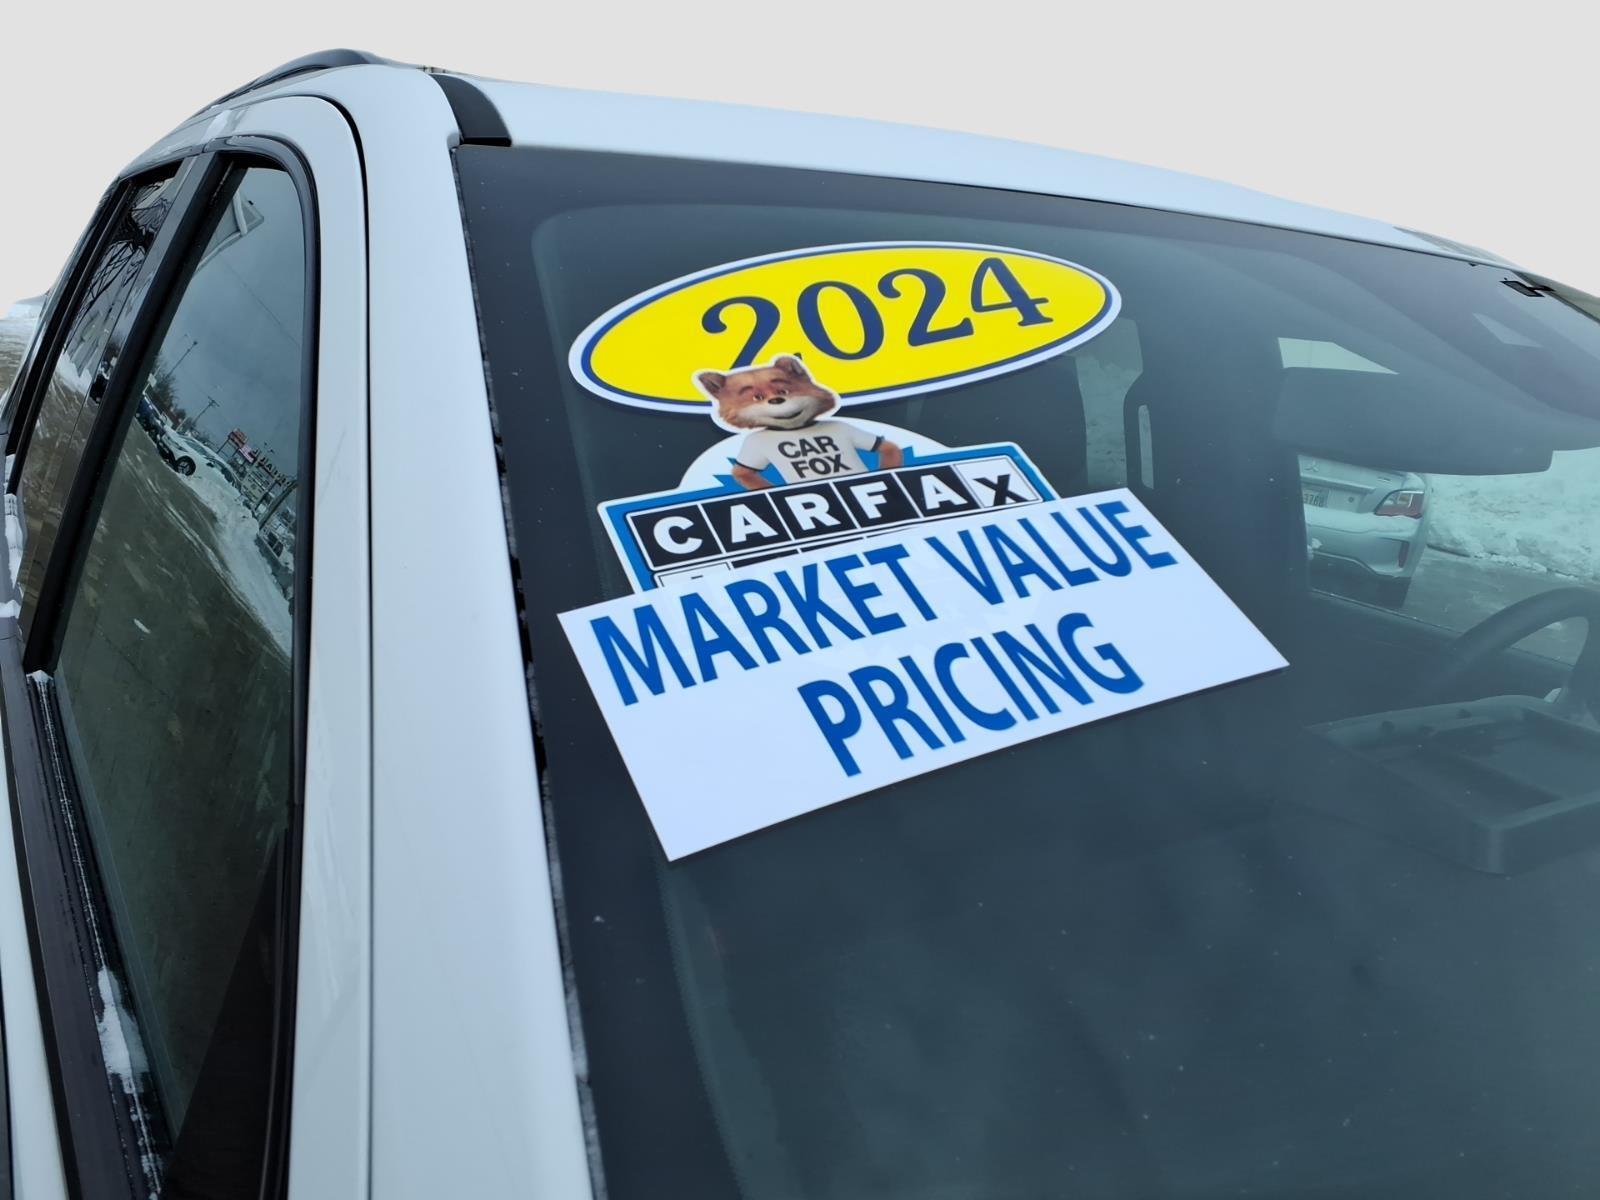 2024
CAR
FOX
CARFAX
MARKET VALUE
PRICING